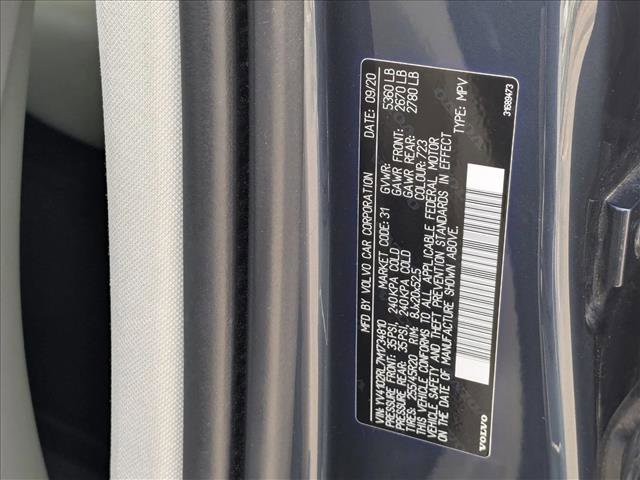 MFD BY VOLVO CAR CORPORATION DATE: 09/20
VIN: YV4102RL7M1734810 MARKET CODE: 31 GVWR: 5360 LB
PRESSURE FRONT: 35PSI, 240KPA COLD GAWR FRONT: 2670 LB
PRESSURE REAR: 35PSI, 240KPA COLD GAWR REAR: 2780 LB
TIRES: 255/45R20 RIM: 8Jx20x52.5 COLOUR: 723
THIS VEHICLE CONFORMS TO ALL APPLICABLE FEDERAL MOTOR
VEHICLE SAFETY AND THEFT PREVENTION STANDARDS IN EFFECT
ON THE DATE OF MANUFACTURE SHOWN ABOVE. TYPE: MPV
VOLVO 31689473